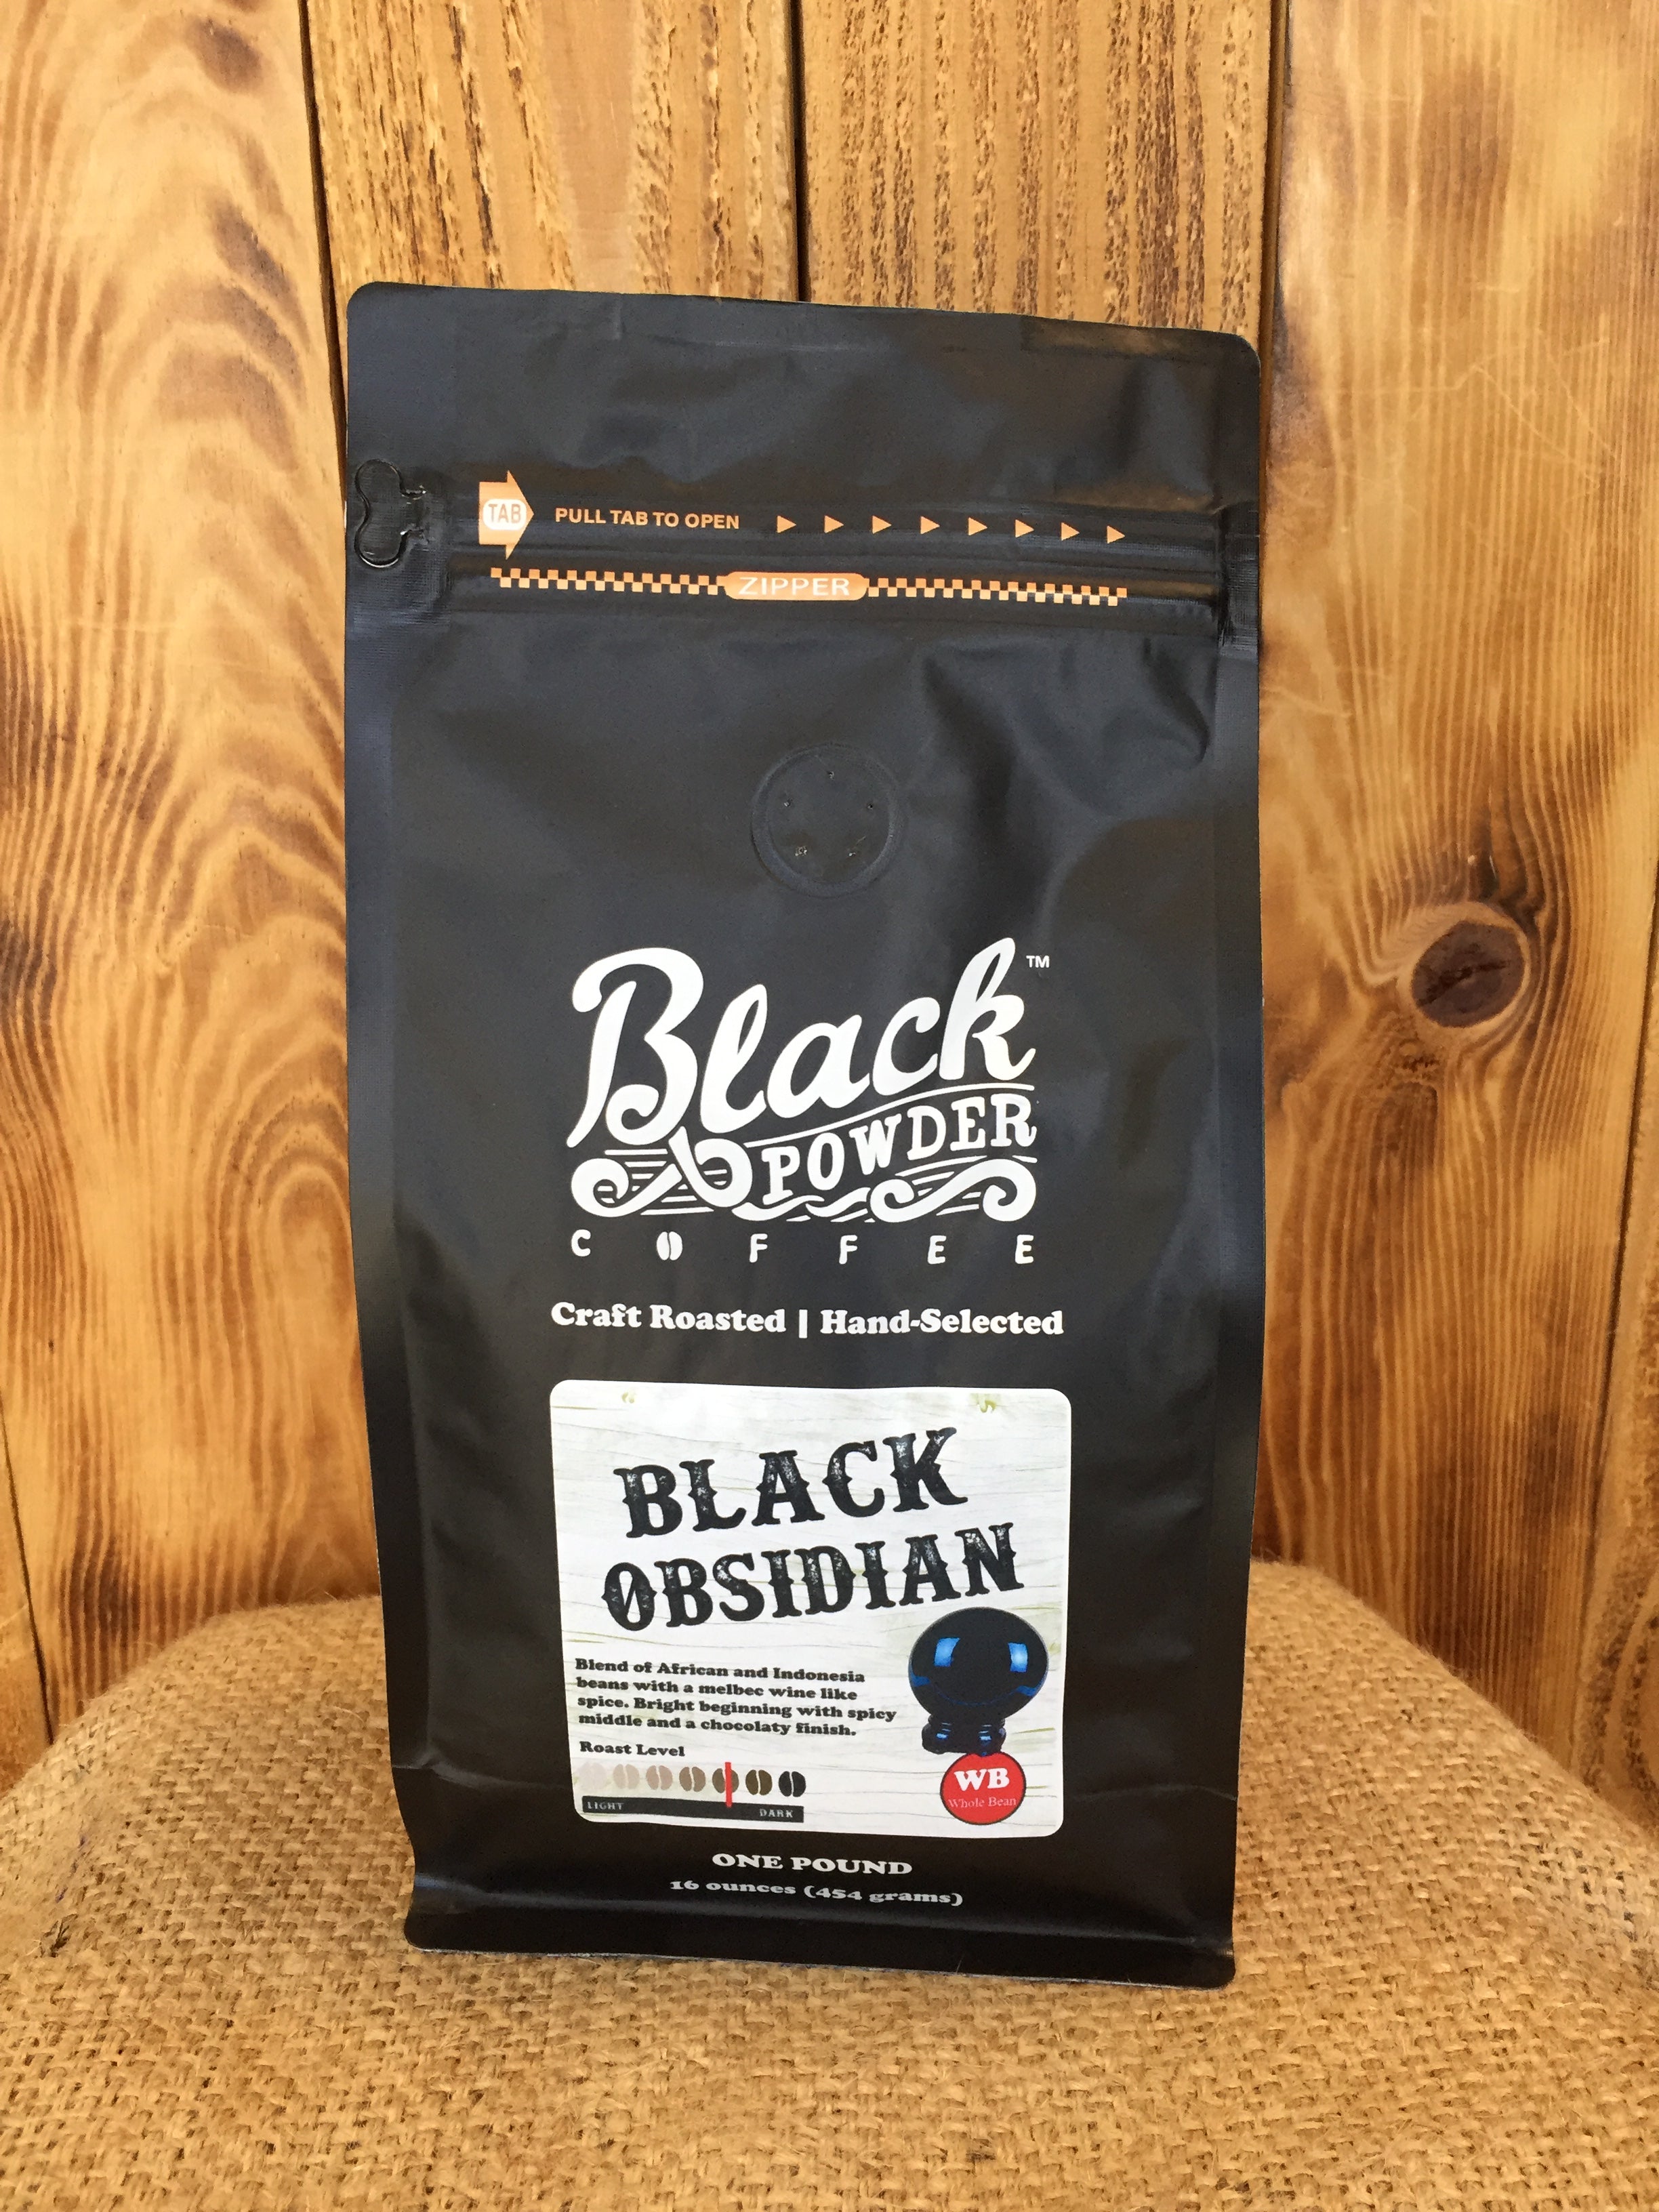 TAB PULL TAB TO OPEN
ZIPPER
Black ™
POWDER
COFFEE
Craft Roasted | Hand-Selected
BLACK
OBSIDIAN
Blend of African and Indonesia
beans with a melbec wine like
spice. Bright beginning with spicy
middle and a chocolaty finish.
Roast Level
LIGHT DARK
WB
Whole Bean
ONE POUND
16 ounces (454 grams)